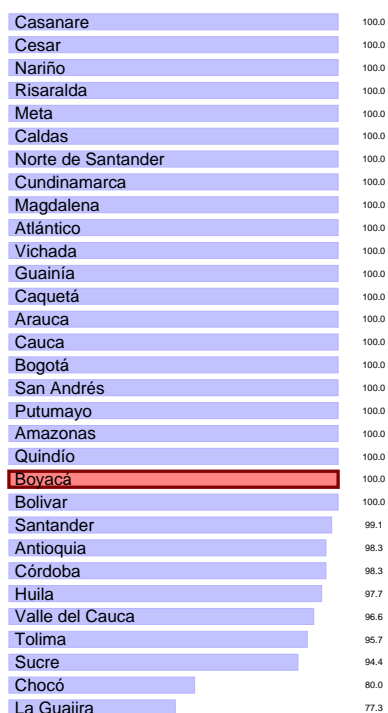 Casanare 100.0
Cesar 100.0
Nariño 100.0
Risaralda 100.0
Meta 100.0
Caldas 100.0
Norte de Santander 100.0
Cundinamarca 100.0
Magdalena 100.0
Atlántico 100.0
Vichada 100.0
Guainía 100.0
Caquetá 100.0
Arauca 100.0
Cauca 100.0
Bogotá 100.0
San Andrés 100.0
Putumayo 100.0
Amazonas 100.0
Quindío 100.0
Boyacá 100.0
Bolivar 100.0
Santander 99.1
Antioquia 98.3
Córdoba 98.3
Huila 97.7
Valle del Cauca 96.6
Tolima 95.7
Sucre 94.4
Chocó 80.0
La Guajira 77.3